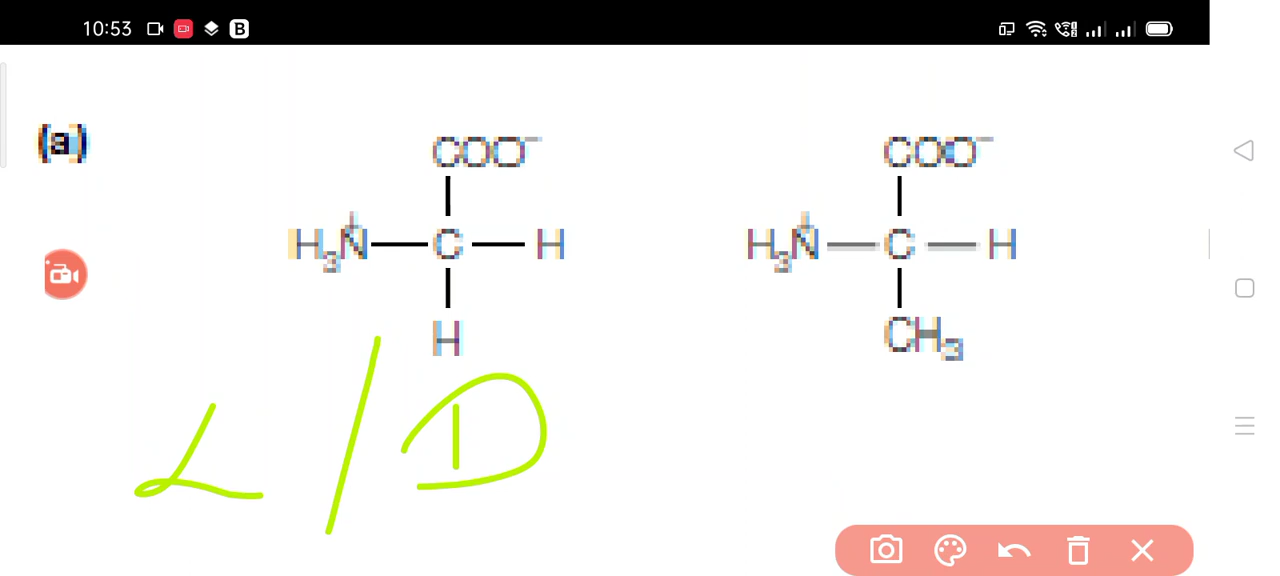 10:53 B
(a)
COO⁻ COO⁻
H₃N⁺ C H H₃N⁺ C H
H CH₃
L/D